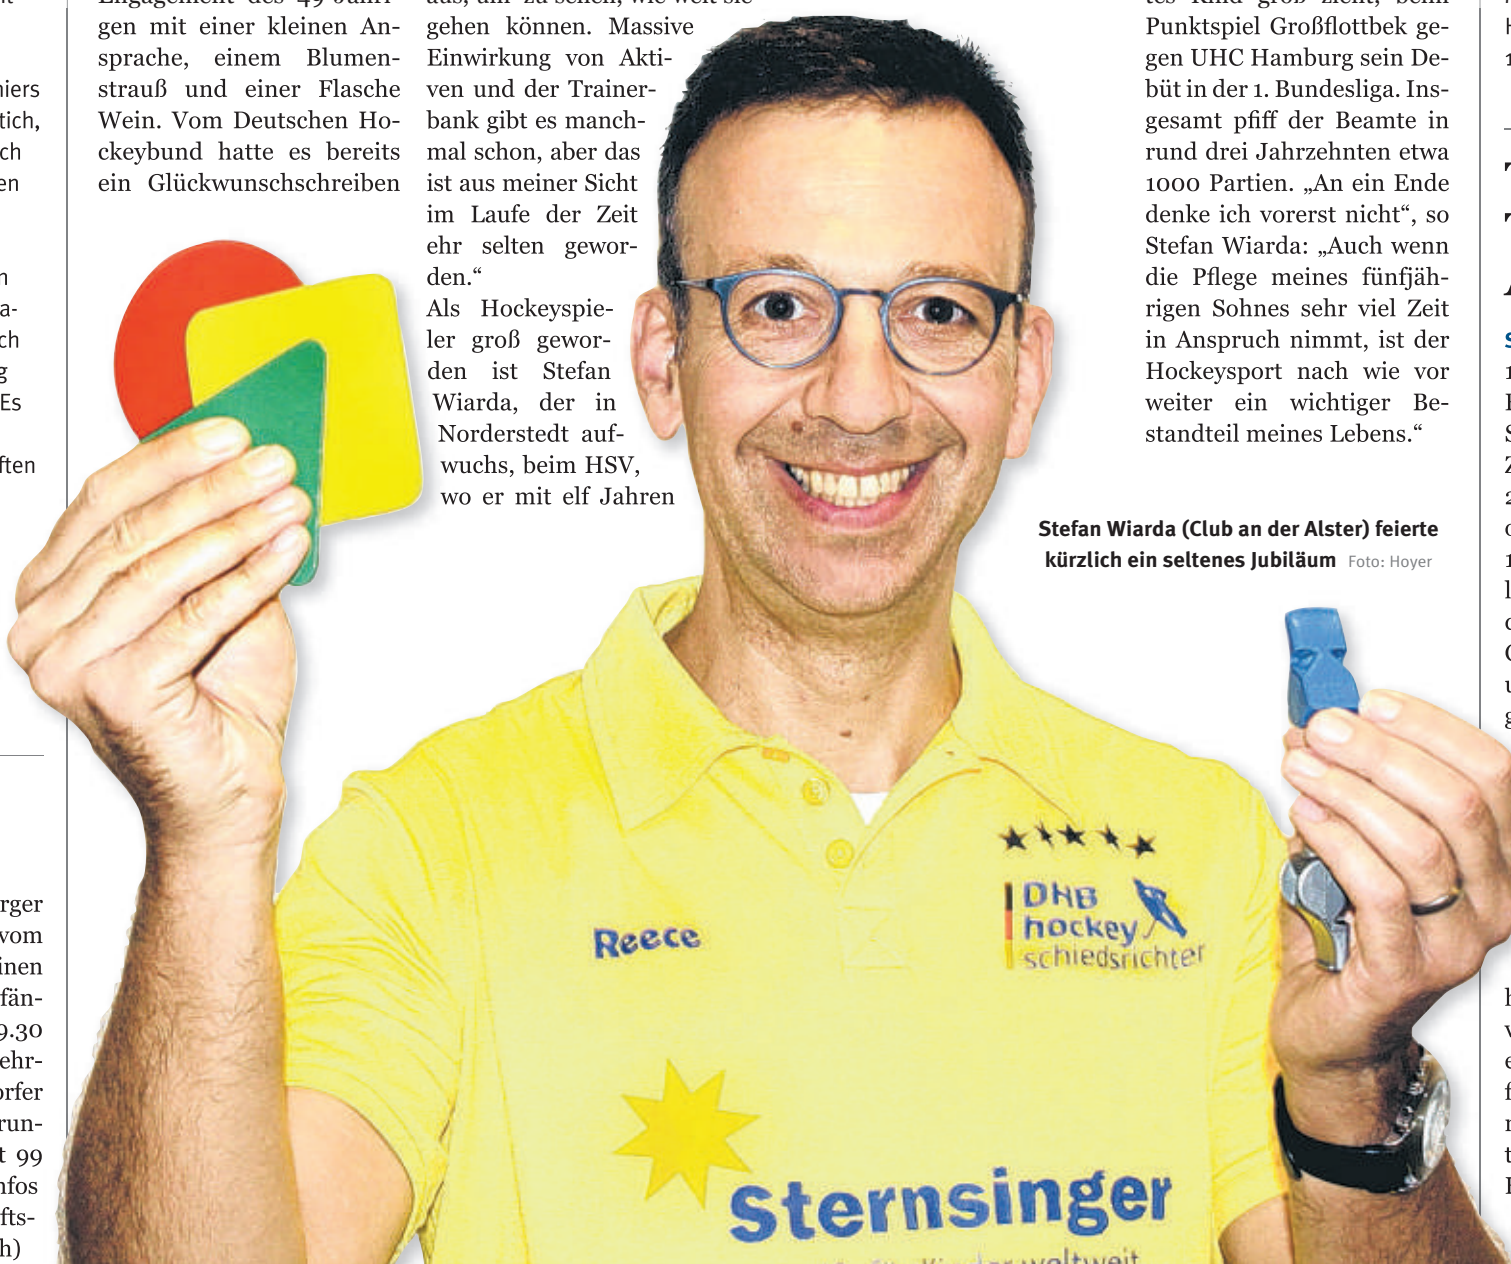 gen mit einer kleinen An-
sprache, einem Blumen-
strauß und einer Flasche
Wein. Vom Deutschen Ho-
ckeybund hatte es bereits
ein Glückwunschschreiben
gehen können. Massive
Einwirkung von Akti-
ven und der Trainer-
bank gibt es manch-
mal schon, aber das
ist aus meiner Sicht
im Laufe der Zeit
ehr selten gewor-
den.“
Als Hockeyspie-
ler groß gewor-
den ist Stefan
Wiarda, der in
Norderstedt auf-
wuchs, beim HSV,
wo er mit elf Jahren
Punktspiel Großflottbek ge-
gen UHC Hamburg sein De-
büt in der 1. Bundesliga. Ins-
gesamt pfiff der Beamte in
rund drei Jahrzehnten etwa
1000 Partien. „An ein Ende
denke ich vorerst nicht“, so
Stefan Wiarda: „Auch wenn
die Pflege meines fünfjäh-
rigen Sohnes sehr viel Zeit
in Anspruch nimmt, ist der
Hockeysport nach wie vor
weiter ein wichtiger Be-
standteil meines Lebens.“
Stefan Wiarda (Club an der Alster) feierte
kürzlich ein seltenes Jubiläum Foto: Hoyer
Reece
DHB
hockey
schiedsrichter
Sternsinger
9.30
t 99